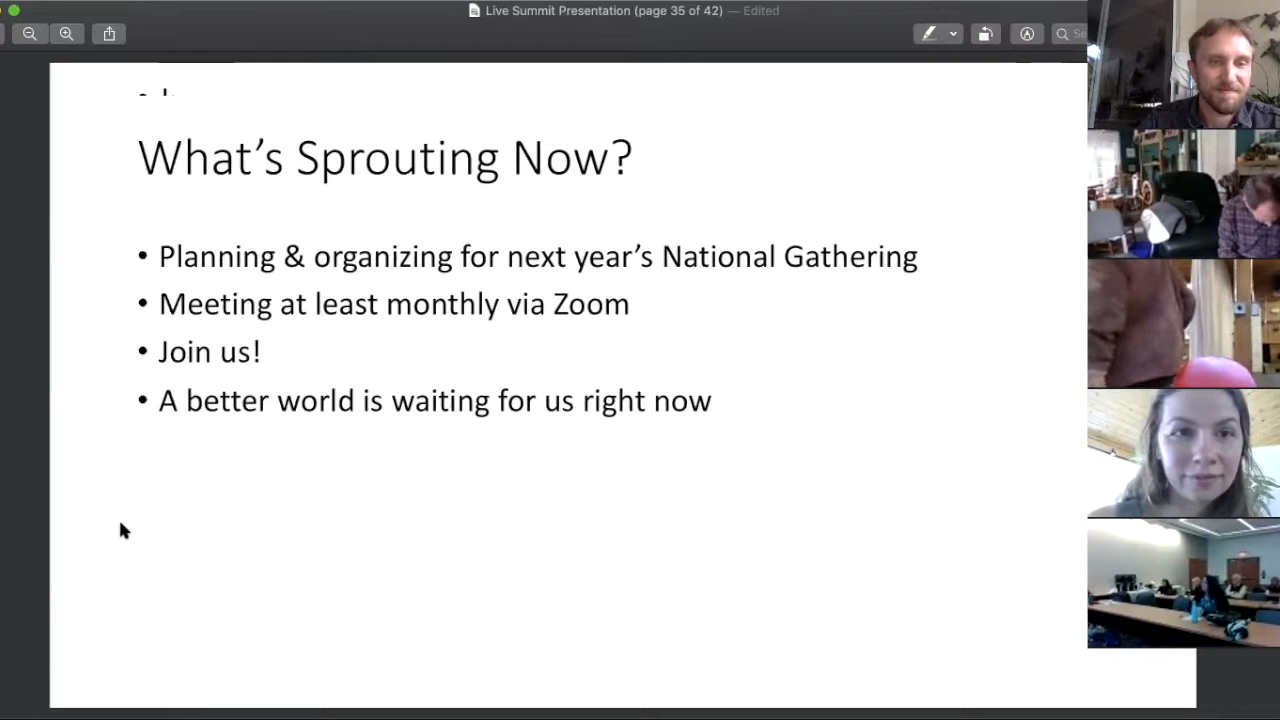 Live Summit Presentation (page 35 of 42) — Edited
Se
What's Sprouting Now?
• Planning & organizing for next year's National Gathering
• Meeting at least monthly via Zoom
• Join us!
• A better world is waiting for us right now